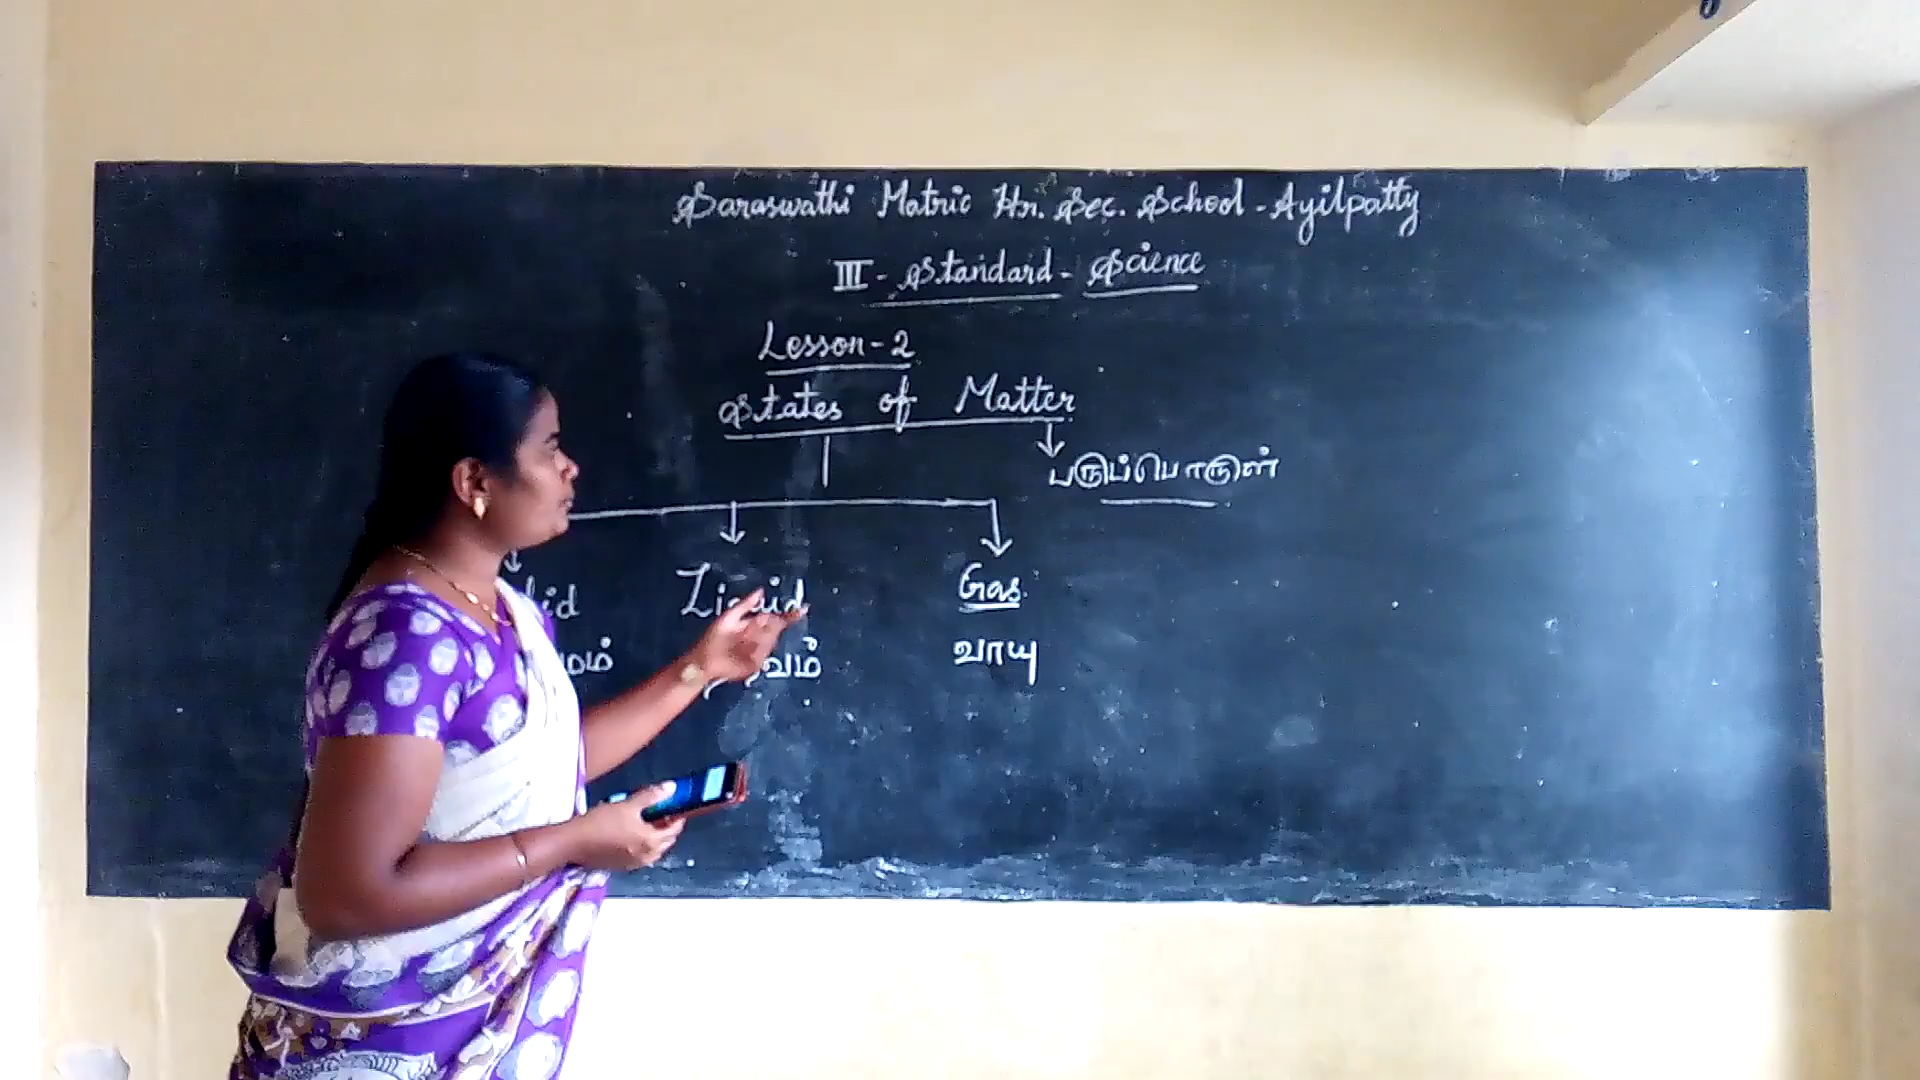 Saraswathi Matric Hr. Sec. School - Ayilpatty
III - Standard - Science
Lesson - 2
States of Matter
பருப்பொருள்
Liquid Gas
வாயு